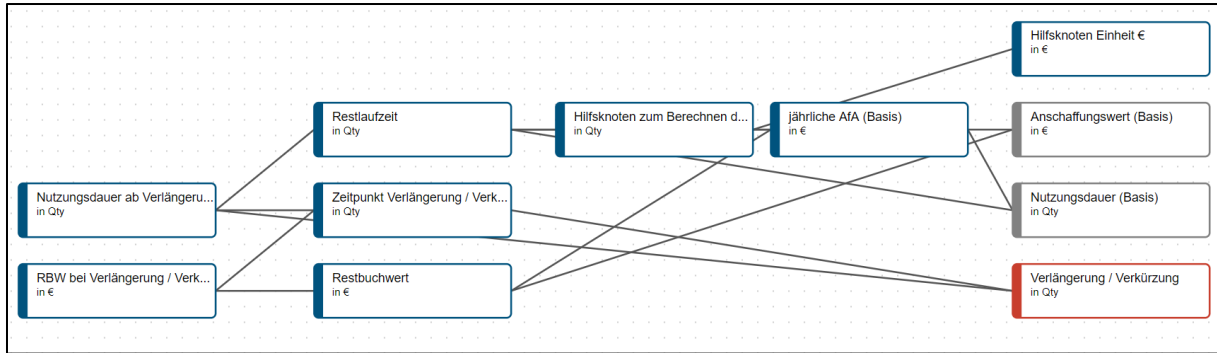 Hilfsknoten Einheit €
in €
Restlaufzeit
in Qty
Hilfsknoten zum Berechnen d...
in Qty
jährliche AfA (Basis)
in €
Anschaffungswert (Basis)
in €
Nutzungsdauer ab Verlängeru...
in Qty
Zeitpunkt Verlängerung / Verk...
in Qty
Nutzungsdauer (Basis)
in Qty
RBW bei Verlängerung / Verk...
in €
Restbuchwert
in €
Verlängerung / Verkürzung
in Qty